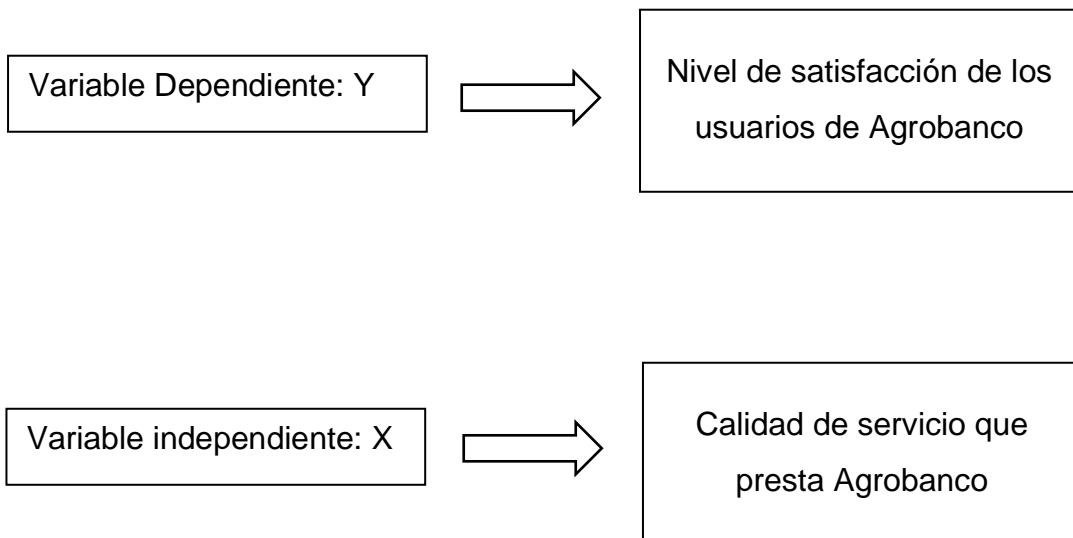 Variable Dependiente: Y
Nivel de satisfacción de los
usuarios de Agrobanco
Variable independiente: X
Calidad de servicio que
presta Agrobanco